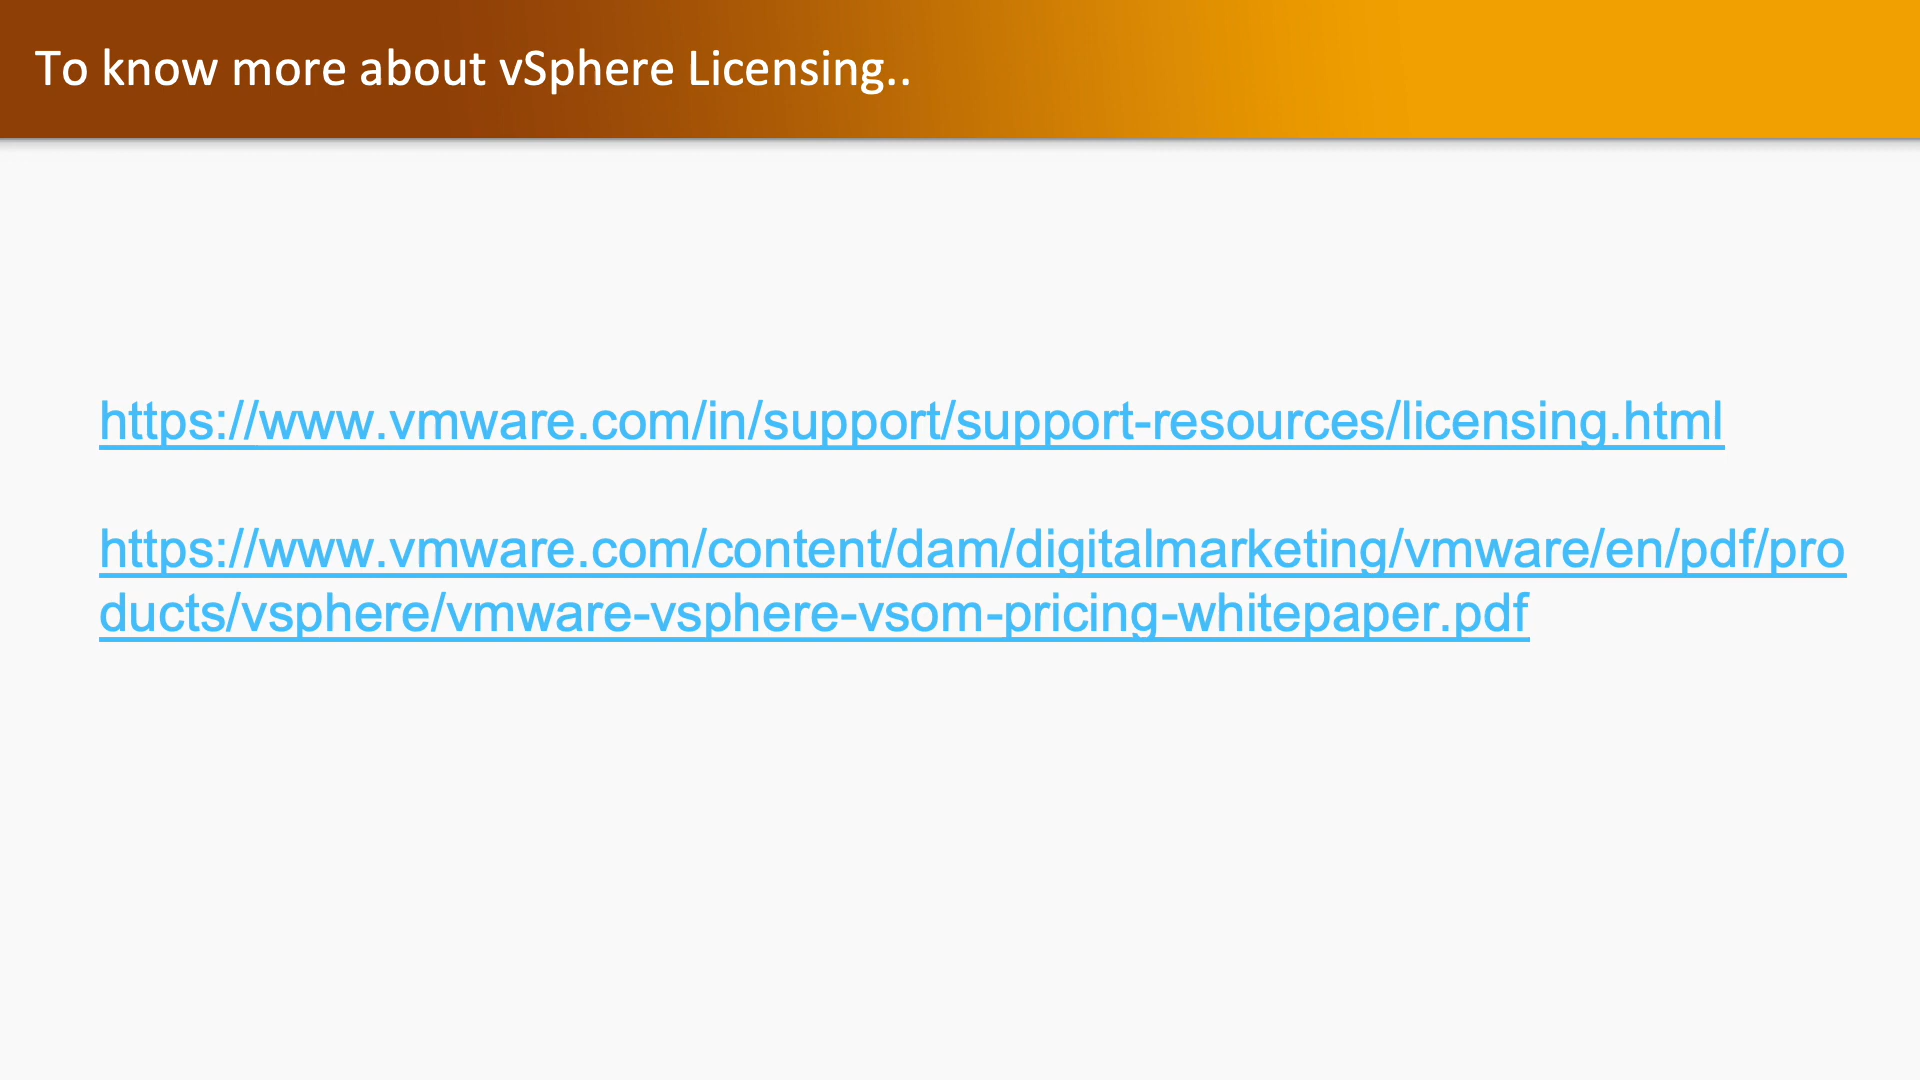 To know more about vSphere Licensing..
https://www.vmware.com/in/support/support-resources/licensing.html
https://www.vmware.com/content/dam/digitalmarketing/vmware/en/pdf/pro
ducts/vsphere/vmware-vsphere-vsom-pricing-whitepaper.pdf